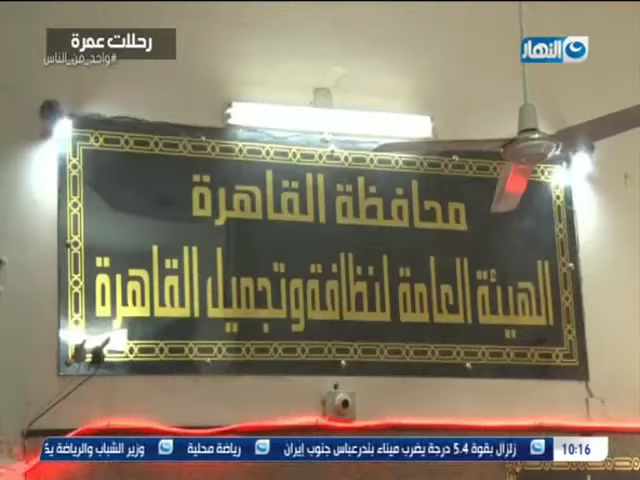 رحلات عمرة
#واحد_من_الناس
النهار
محافظة القاهرة
الهيئة العامة لنظافة وتجميل القاهرة
10:16 زلزال بقوة 5.4 درجة يضرب ميناء بندرعباس جنوب إيران رياضة محلية وزير الشباب والرياضة يك